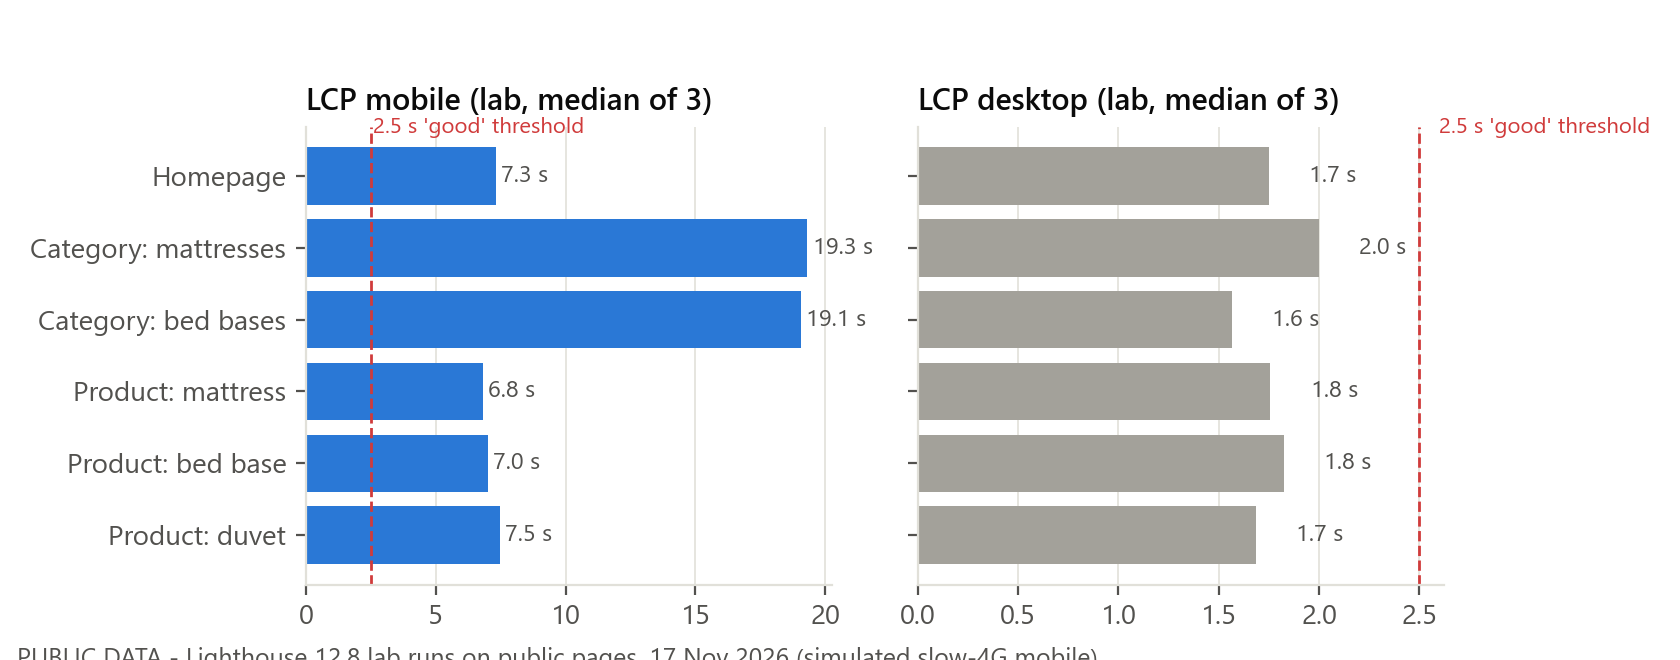 LCP mobile (lab, median of 3)
2.5 s 'good' threshold
Homepage
7.3 s
Category: mattresses
19.3 s
Category: bed bases
19.1 s
Product: mattress
6.8 s
Product: bed base
7.0 s
Product: duvet
7.5 s
0 5 10 15 20
LCP desktop (lab, median of 3)
2.5 s 'good' threshold
1.7 s
2.0 s
1.6 s
1.8 s
1.8 s
1.7 s
0.0 0.5 1.0 1.5 2.0 2.5
PUBLIC DATA - Lighthouse 12.8 lab runs on public pages, 17 Nov 2026 (simulated slow-4G mobile)